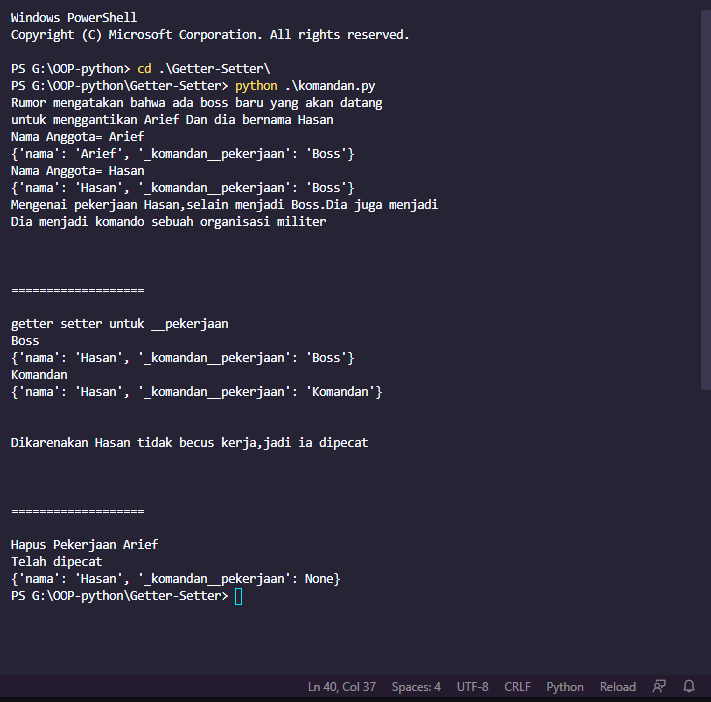 Windows PowerShell
Copyright (C) Microsoft Corporation. All rights reserved.
PS G:\OOP-python> cd .\Getter-Setter\
PS G:\OOP-python\Getter-Setter> python .\komandan.py
Rumor mengatakan bahwa ada boss baru yang akan datang
untuk menggantikan Arief Dan dia bernama Hasan
Nama Anggota= Arief
{'nama': 'Arief', '_komandan__pekerjaan': 'Boss'}
Nama Anggota= Hasan
{'nama': 'Hasan', '_komandan__pekerjaan': 'Boss'}
Mengenai pekerjaan Hasan,selain menjadi Boss.Dia juga menjadi
Dia menjadi komando sebuah organisasi militer
===================
getter setter untuk __pekerjaan
Boss
{'nama': 'Hasan', '_komandan__pekerjaan': 'Boss'}
Komandan
{'nama': 'Hasan', '_komandan__pekerjaan': 'Komandan'}
Dikarenakan Hasan tidak becus kerja,jadi ia dipecat
===================
Hapus Pekerjaan Arief
Telah dipecat
{'nama': 'Hasan', '_komandan__pekerjaan': None}
PS G:\OOP-python\Getter-Setter>
Ln 40, Col 37 Spaces: 4 UTF-8 CRLF Python Reload